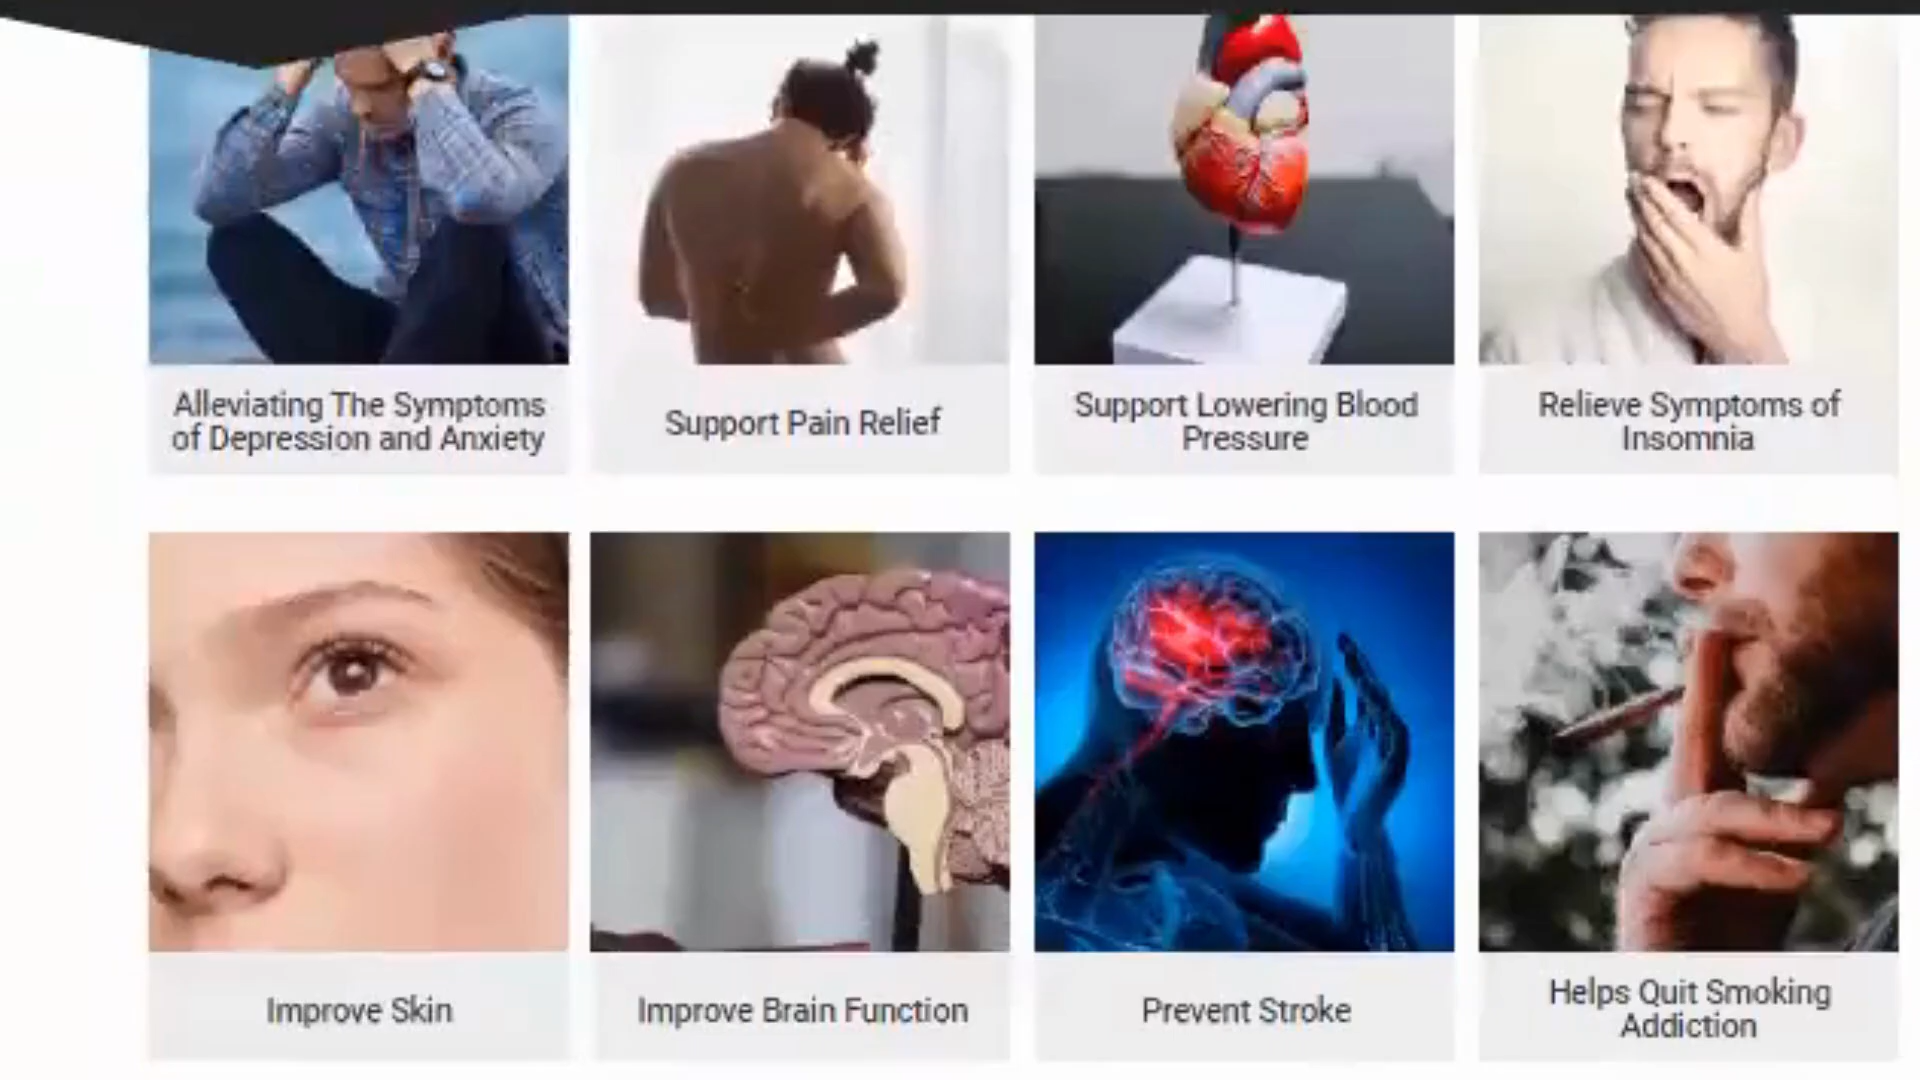 Alleviating The Symptoms
of Depression and Anxiety
Support Pain Relief
Support Lowering Blood
Pressure
Relieve Symptoms of
Insomnia
Improve Skin
Improve Brain Function
Prevent Stroke
Helps Quit Smoking
Addiction